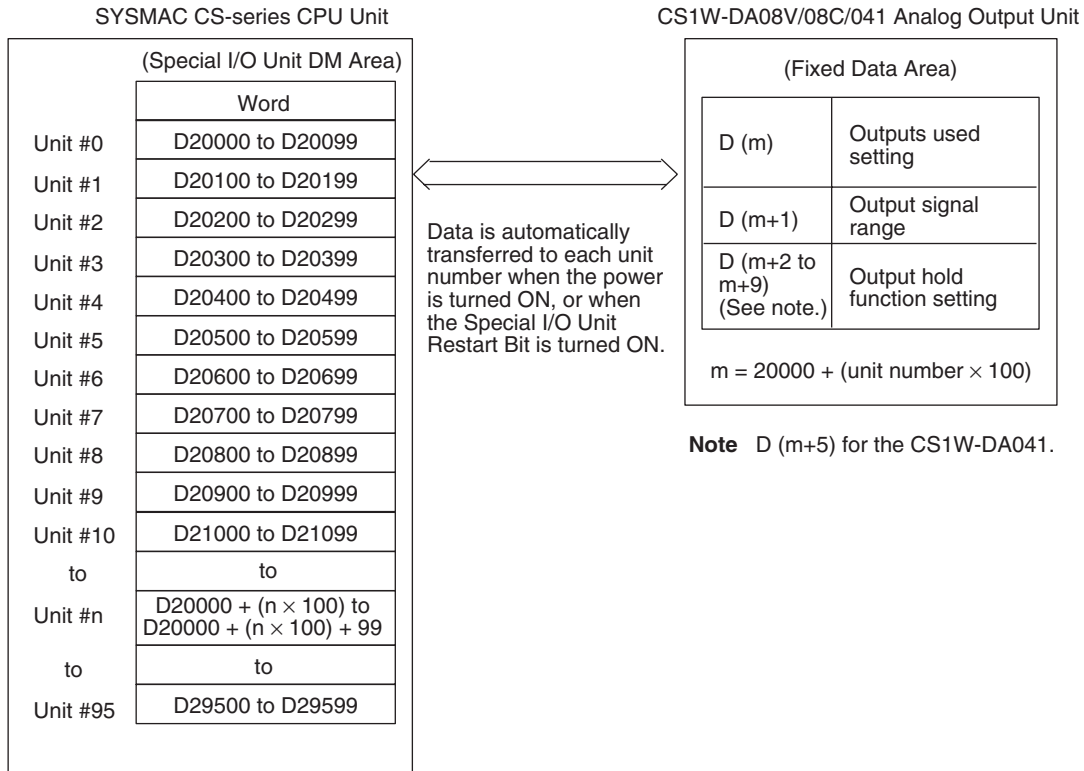 SYSMAC CS-series CPU Unit
(Special I/O Unit DM Area)
Word
Unit #0 D20000 to D20099
Unit #1 D20100 to D20199
Unit #2 D20200 to D20299
Unit #3 D20300 to D20399
Unit #4 D20400 to D20499
Unit #5 D20500 to D20599
Unit #6 D20600 to D20699
Unit #7 D20700 to D20799
Unit #8 D20800 to D20899
Unit #9 D20900 to D20999
Unit #10 D21000 to D21099
to to
Unit #n D20000 + (n × 100) to
D20000 + (n × 100) + 99
to to
Unit #95 D29500 to D29599
Data is automatically
transferred to each unit
number when the power
is turned ON, or when
the Special I/O Unit
Restart Bit is turned ON.
CS1W-DA08V/08C/041 Analog Output Unit
(Fixed Data Area)
D (m) Outputs used
setting
D (m+1) Output signal
range
D (m+2 to
m+9)
(See note.)
Output hold
function setting
m = 20000 + (unit number × 100)
Note D (m+5) for the CS1W-DA041.